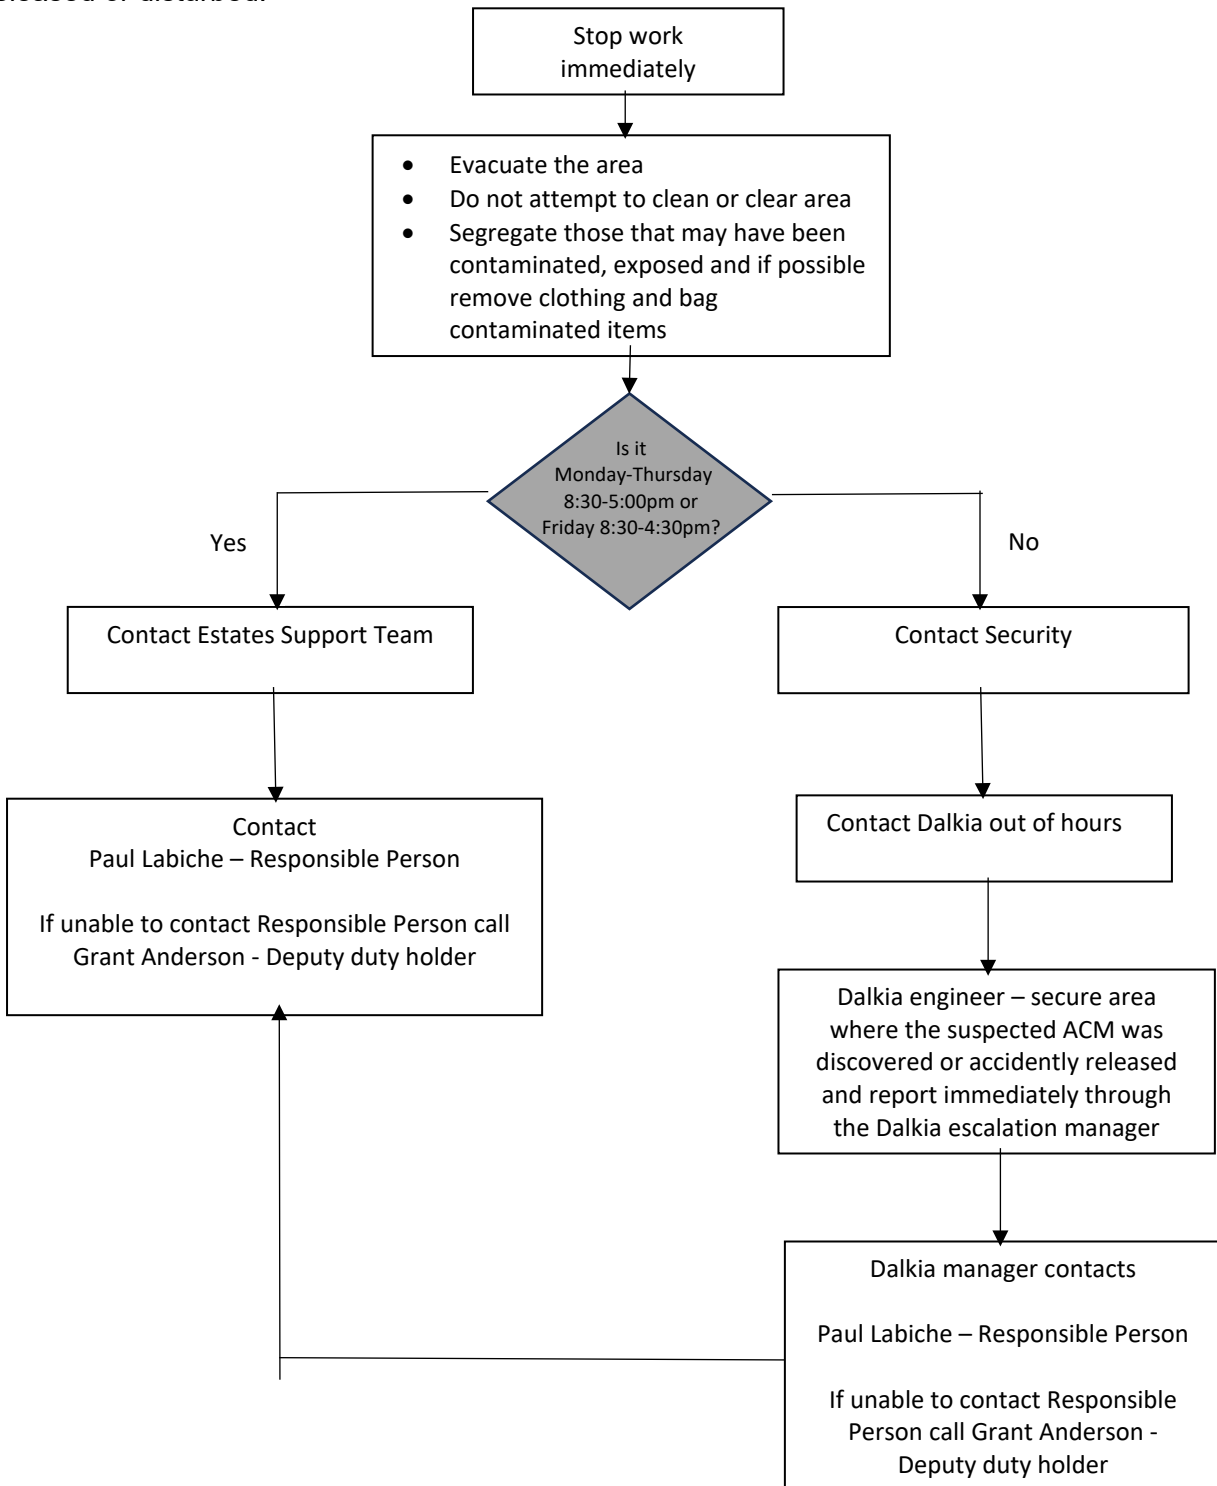 Stop work
immediately
• Evacuate the area
• Do not attempt to clean or clear area
• Segregate those that may have been
contaminated, exposed and if possible
remove clothing and bag
contaminated items
Is it
Monday-Thursday
8:30-5:00pm or
Friday 8:30-4:30pm?
Yes
No
Contact Estates Support Team
Contact Security
Contact
Paul Labiche – Responsible Person
If unable to contact Responsible Person call
Grant Anderson - Deputy duty holder
Contact Dalkia out of hours
Dalkia engineer – secure area
where the suspected ACM was
discovered or accidently released
and report immediately through
the Dalkia escalation manager
Dalkia manager contacts
Paul Labiche – Responsible Person
If unable to contact Responsible
Person call Grant Anderson -
Deputy duty holder